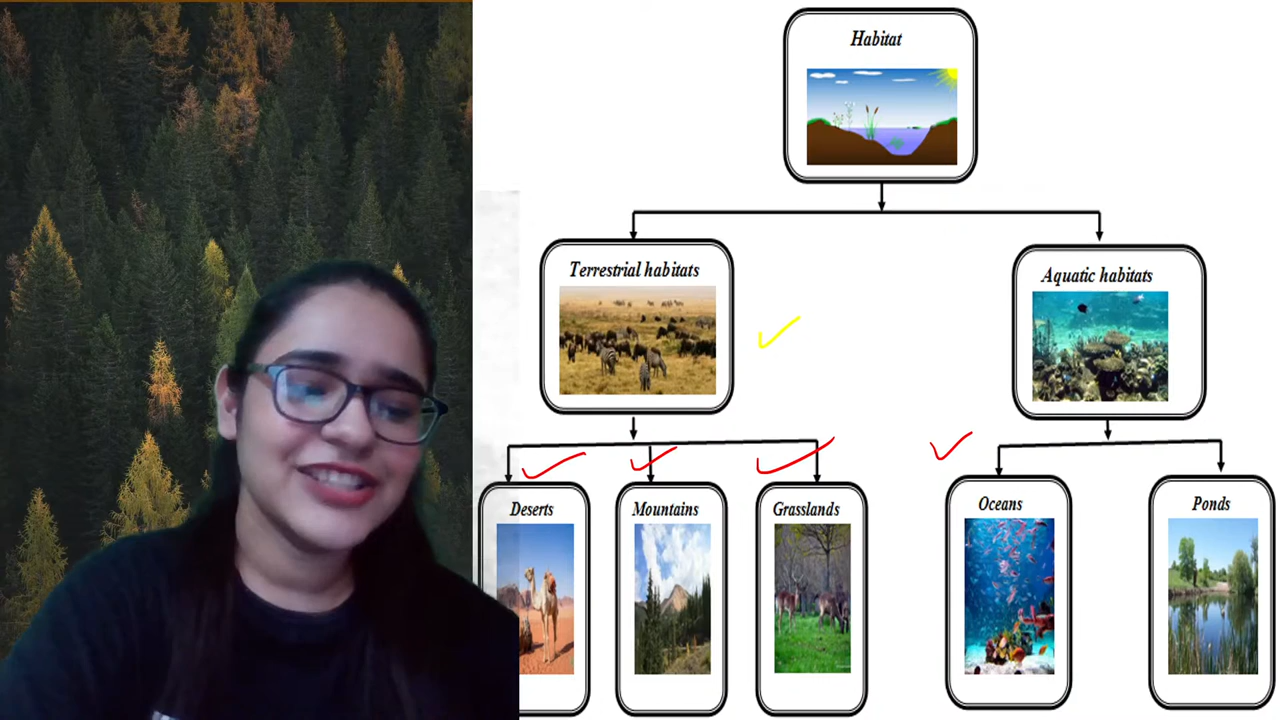 Habitat
Terrestrial habitats
Aquatic habitats
Deserts
Mountains
Grasslands
Oceans
Ponds